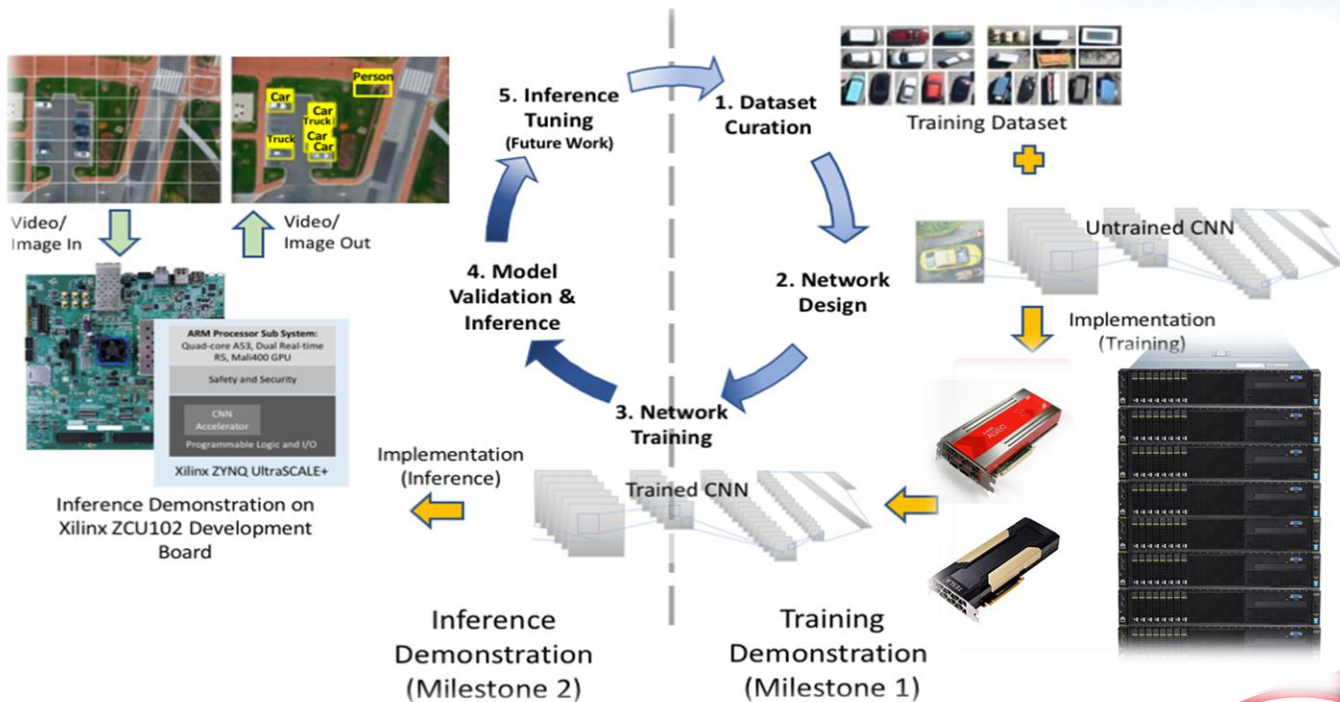 Person
Car
Car
Truck
Truck
Car
Car
Video/
Image In
Video/
Image Out
ARM Processor Sub System:
Quad-core A53, Dual Real-time
R5, Mali400 GPU
Safety and Security
CNN
Accelerator
Programmable Logic and I/O
Xilinx ZYNQ UltraSCALE+
Inference Demonstration on
Xilinx ZCU102 Development
Board
5. Inference
Tuning
(Future Work)
1. Dataset
Curation
2. Network
Design
3. Network
Training
4. Model
Validation &
Inference
Training Dataset
Untrained CNN
Implementation
(Training)
ALVEO
TESLA
Trained CNN
Implementation
(Inference)
Inference
Demonstration
(Milestone 2)
Training
Demonstration
(Milestone 1)